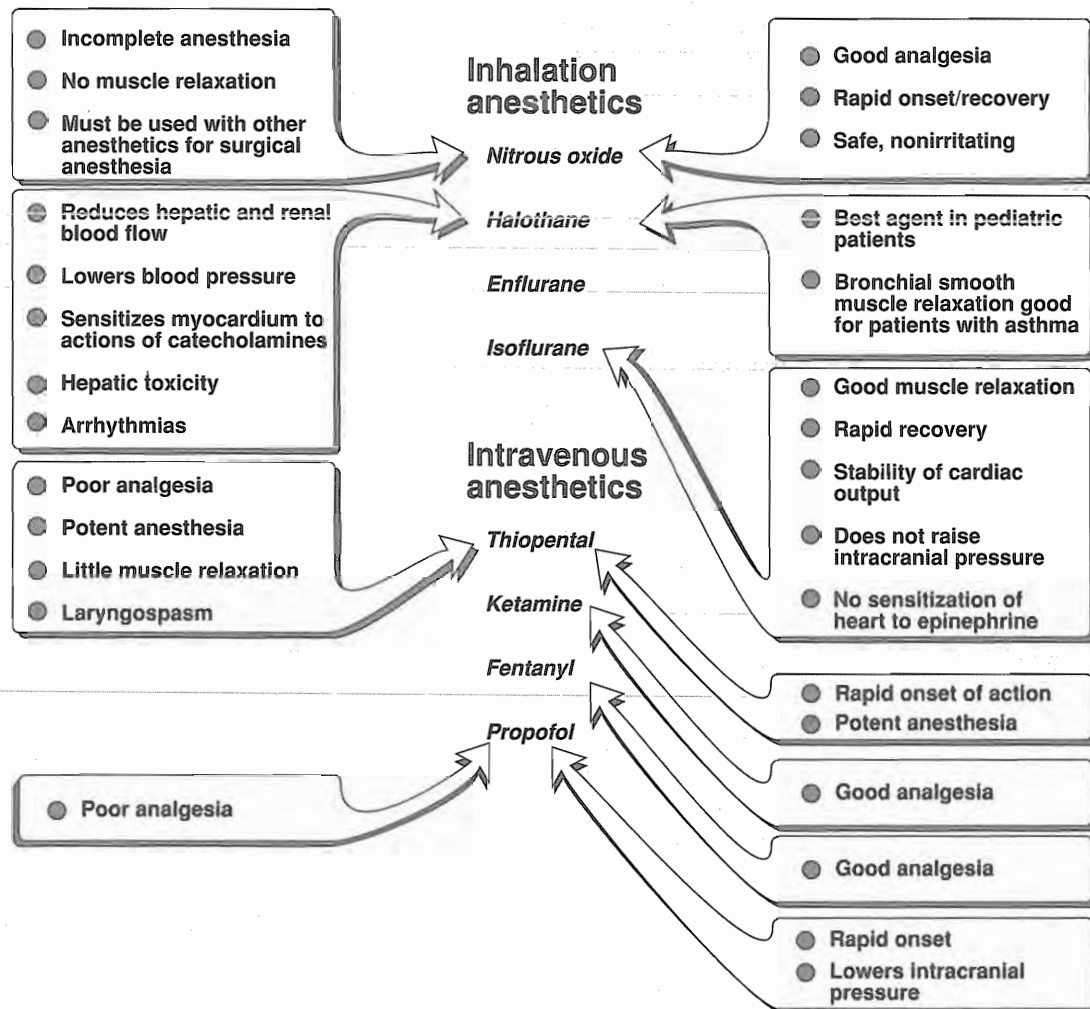 Incomplete anesthesia
No muscle relaxation
Must be used with other
anesthetics for surgical
anesthesia
Reduces hepatic and renal
blood flow
Lowers blood pressure
Sensitizes myocardium to
actions of catecholamines
Hepatic toxicity
Arrhythmias
Poor analgesia
Potent anesthesia
Little muscle relaxation
Laryngospasm
Poor analgesia
Inhalation
anesthetics
Nitrous oxide
Halothane
Enflurane
Isoflurane
Intravenous
anesthetics
Thiopental
Ketamine
Fentanyl
Propofol
Good analgesia
Rapid onset/recovery
Safe, nonirritating
Best agent in pediatric
patients
Bronchial smooth
muscle relaxation good
for patients with asthma
Good muscle relaxation
Rapid recovery
Stability of cardiac
output
Does not raise
intracranial pressure
No sensitization of
heart to epinephrine
Rapid onset of action
Potent anesthesia
Good analgesia
Good analgesia
Rapid onset
Lowers intracranial
pressure